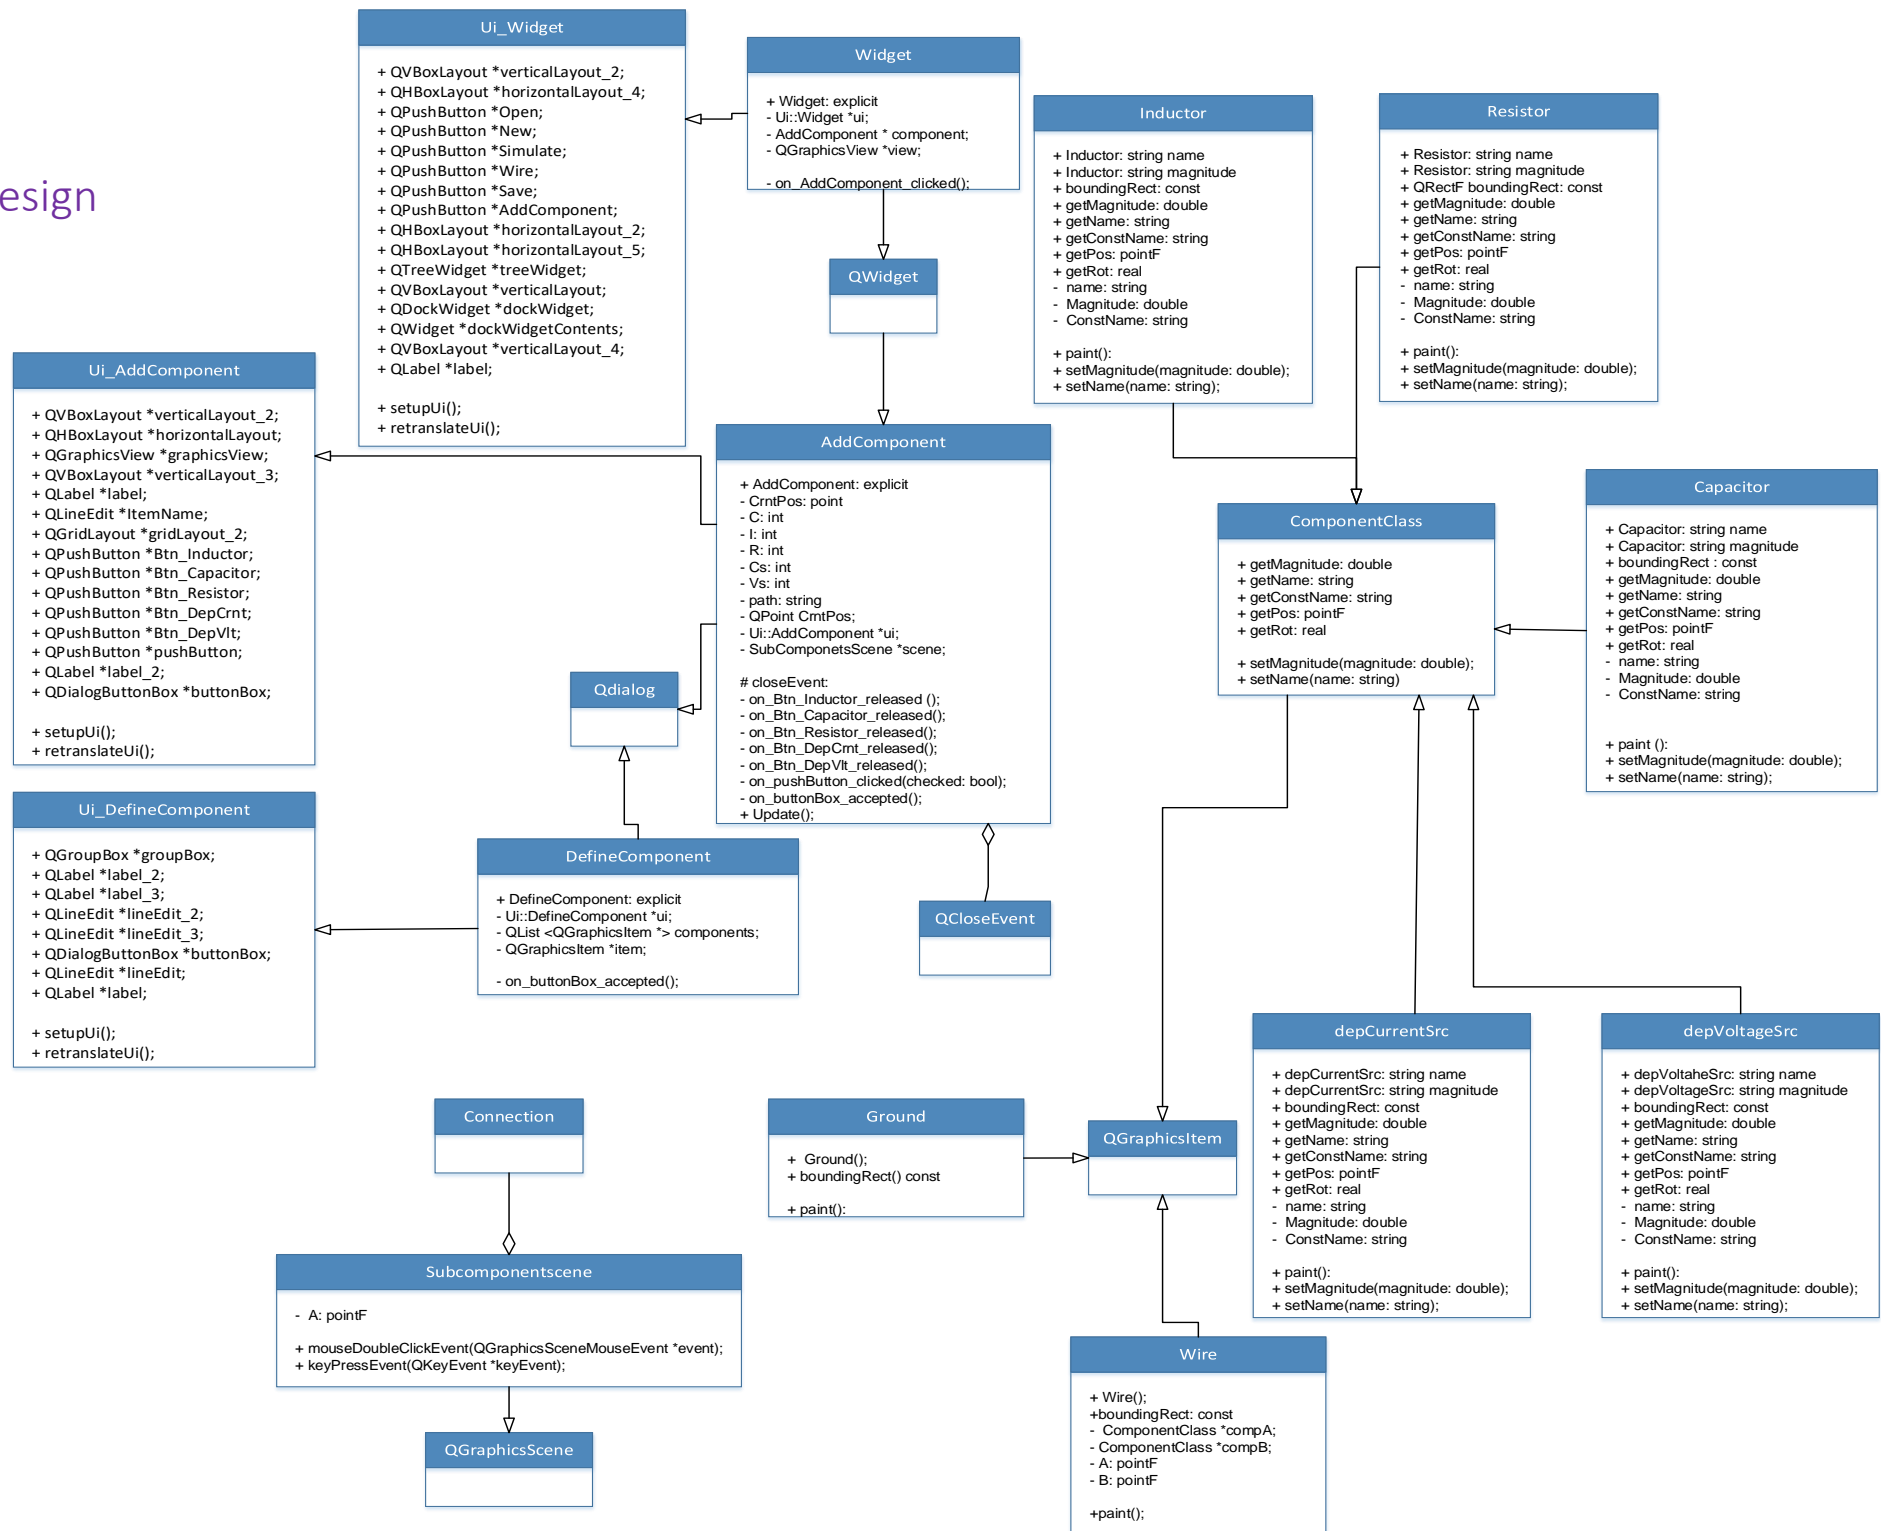 esign
Ui_Widget
+ QVBoxLayout *verticalLayout_2;
+ QHBoxLayout *horizontalLayout_4;
+ QPushButton *Open;
+ QPushButton *New;
+ QPushButton *Simulate;
+ QPushButton *Wire;
+ QPushButton *Save;
+ QPushButton *AddComponent;
+ QHBoxLayout *horizontalLayout_2;
+ QHBoxLayout *horizontalLayout_5;
+ QTreeWidget *treeWidget;
+ QVBoxLayout *verticalLayout;
+ QDockWidget *dockWidget;
+ QWidget *dockWidgetContents;
+ QVBoxLayout *verticalLayout_4;
+ QLabel *label;
+ setupUi();
+ retranslateUi();
Widget
+ Widget: explicit
- Ui::Widget *ui;
- AddComponent * component;
- QGraphicsView *view;
- on_AddComponent_clicked();
Inductor
+ Inductor: string name
+ Inductor: string magnitude
+ boundingRect: const
+ getMagnitude: double
+ getName: string
+ getConstName: string
+ getPos: pointF
+ getRot: real
- name: string
- Magnitude: double
- ConstName: string
+ paint():
+ setMagnitude(magnitude: double);
+ setName(name: string);
Resistor
+ Resistor: string name
+ Resistor: string magnitude
+ QRectF boundingRect: const
+ getMagnitude: double
+ getName: string
+ getConstName: string
+ getPos: pointF
+ getRot: real
- name: string
- Magnitude: double
- ConstName: string
+ paint():
+ setMagnitude(magnitude: double);
+ setName(name: string);
QWidget
Ui_AddComponent
+ QVBoxLayout *verticalLayout_2;
+ QHBoxLayout *horizontalLayout;
+ QGraphicsView *graphicsView;
+ QVBoxLayout *verticalLayout_3;
+ QLabel *label;
+ QLineEdit *ItemName;
+ QGridLayout *gridLayout_2;
+ QPushButton *Btn_Inductor;
+ QPushButton *Btn_Capacitor;
+ QPushButton *Btn_Resistor;
+ QPushButton *Btn_DepCrnt;
+ QPushButton *Btn_DepVlt;
+ QPushButton *pushButton;
+ QLabel *label_2;
+ QDialogButtonBox *buttonBox;
+ setupUi();
+ retranslateUi();
AddComponent
+ AddComponent: explicit
- CrntPos: point
- C: int
- I: int
- R: int
- Cs: int
- Vs: int
- path: string
- QPoint CrntPos;
- Ui::AddComponent *ui;
- SubComponetsScene *scene;
# closeEvent:
- on_Btn_Inductor_released ();
- on_Btn_Capacitor_released();
- on_Btn_Resistor_released();
- on_Btn_DepCrnt_released();
- on_Btn_DepVlt_released();
- on_pushButton_clicked(checked: bool);
- on_buttonBox_accepted();
+ Update();
ComponentClass
+ getMagnitude: double
+ getName: string
+ getConstName: string
+ getPos: pointF
+ getRot: real
+ setMagnitude(magnitude: double);
+ setName(name: string)
Capacitor
+ Capacitor: string name
+ Capacitor: string magnitude
+ boundingRect : const
+ getMagnitude: double
+ getName: string
+ getConstName: string
+ getPos: pointF
+ getRot: real
- name: string
- Magnitude: double
- ConstName: string
+ paint ():
+ setMagnitude(magnitude: double);
+ setName(name: string);
Qdialog
Ui_DefineComponent
+ QGroupBox *groupBox;
+ QLabel *label_2;
+ QLabel *label_3;
+ QLineEdit *lineEdit_2;
+ QLineEdit *lineEdit_3;
+ QDialogButtonBox *buttonBox;
+ QLineEdit *lineEdit;
+ QLabel *label;
+ setupUi();
+ retranslateUi();
DefineComponent
+ DefineComponent: explicit
- Ui::DefineComponent *ui;
- QList <QGraphicsItem *> components;
- QGraphicsItem *item;
- on_buttonBox_accepted();
QCloseEvent
depCurrentSrc
+ depCurrentSrc: string name
+ depCurrentSrc: string magnitude
+ boundingRect: const
+ getMagnitude: double
+ getName: string
+ getConstName: string
+ getPos: pointF
+ getRot: real
- name: string
- Magnitude: double
- ConstName: string
+ paint():
+ setMagnitude(magnitude: double);
+ setName(name: string);
depVoltageSrc
+ depVoltaheSrc: string name
+ depVoltageSrc: string magnitude
+ boundingRect: const
+ getMagnitude: double
+ getName: string
+ getConstName: string
+ getPos: pointF
+ getRot: real
- name: string
- Magnitude: double
- ConstName: string
+ paint():
+ setMagnitude(magnitude: double);
+ setName(name: string);
Connection
Ground
+ Ground();
+ boundingRect() const
+ paint():
QGraphicsItem
Subcomponentscene
- A: pointF
+ mouseDoubleClickEvent(QGraphicsSceneMouseEvent *event);
+ keyPressEvent(QKeyEvent *keyEvent);
QGraphicsScene
Wire
+ Wire();
+boundingRect: const
- ComponentClass *compA;
- ComponentClass *compB;
- A: pointF
- B: pointF
+paint();